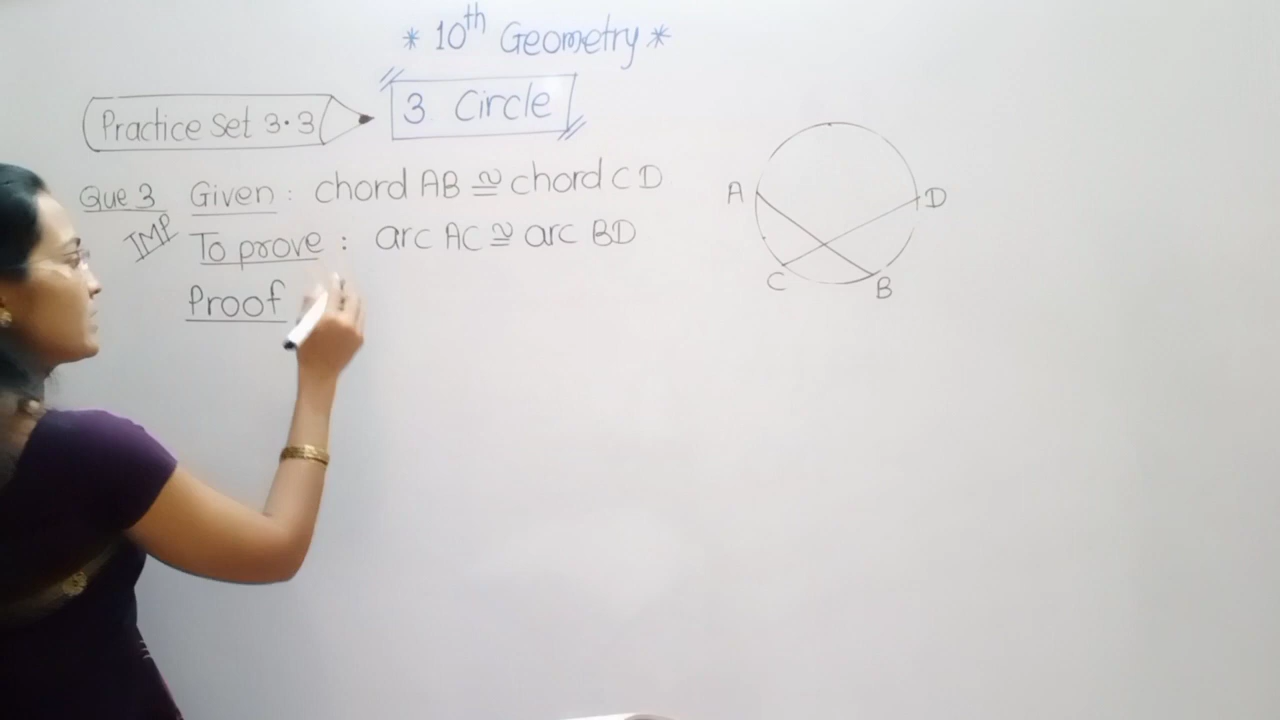 * 10th Geometry *
3 Circle
Practice Set 3.3
Que 3 Given : chord AB ≅ chord CD
IMP
To prove : arc AC ≅ arc BD
Proof
A
D
C
B